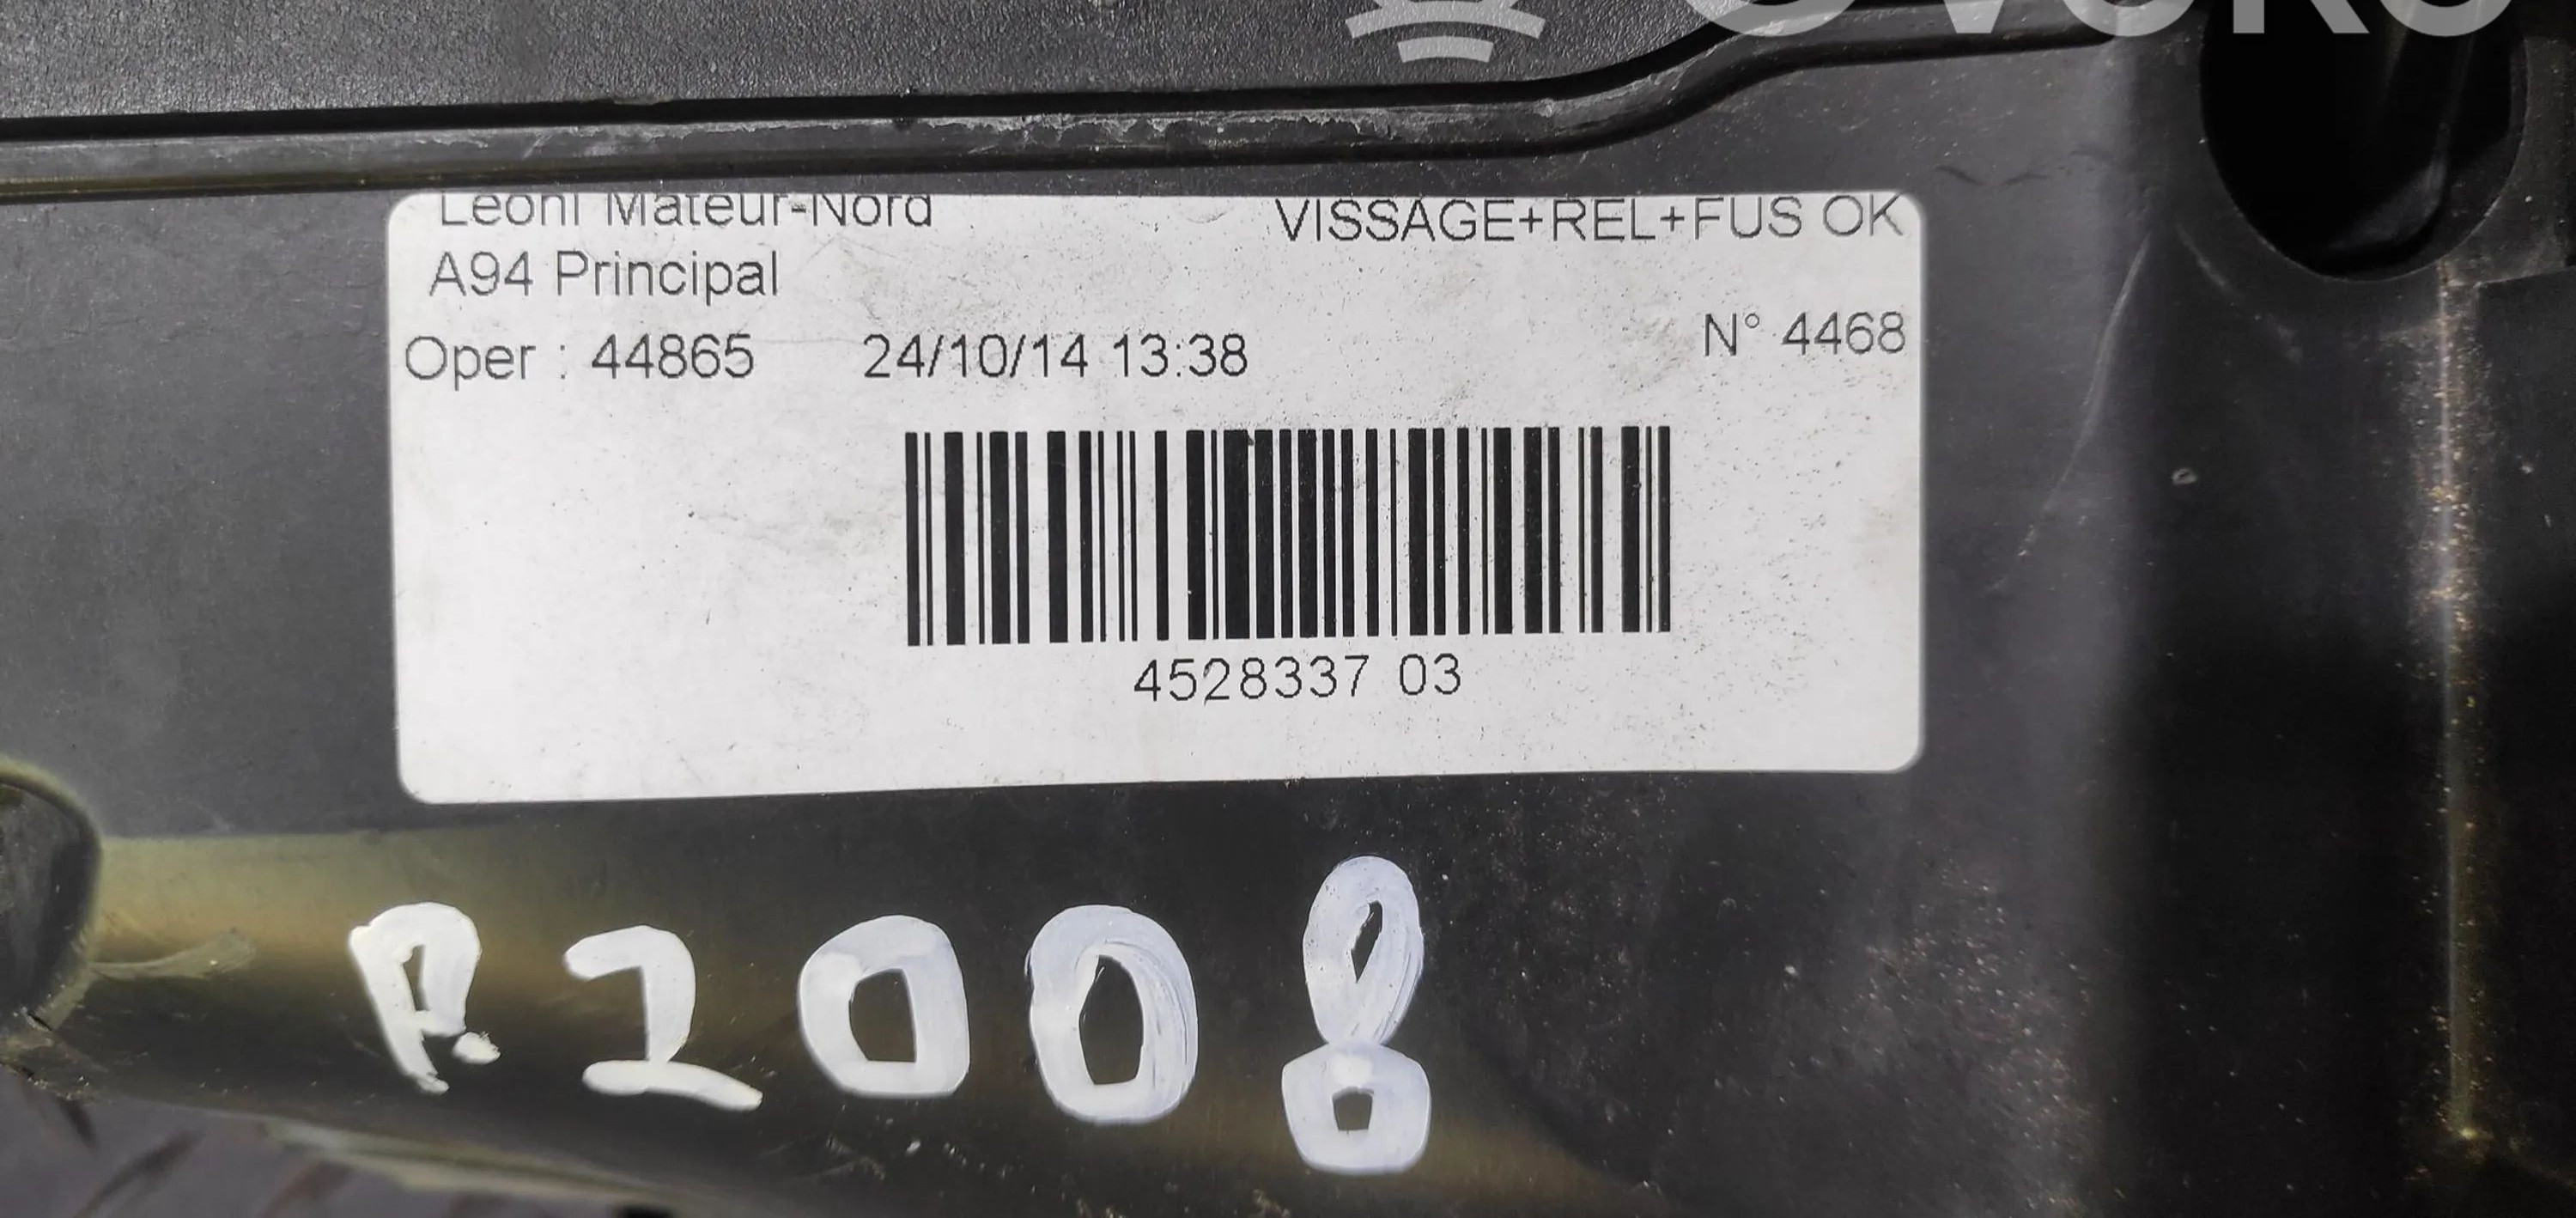 Leoni Mateur-Nord VISSAGE+REL+FUS OK
A94 Principal
Oper : 44865 24/10/14 13:38 N° 4468
4528337 03
P.2008